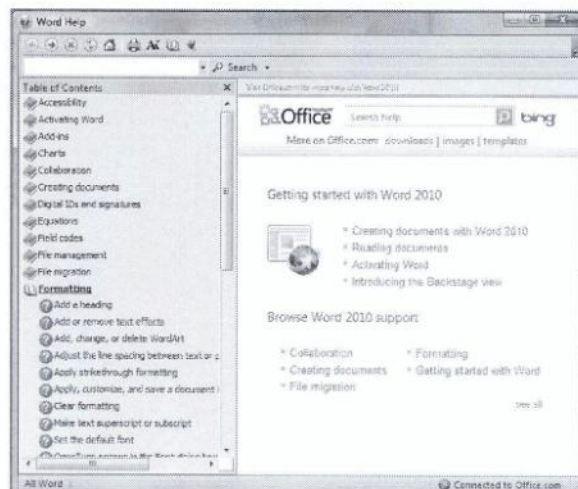 Word Help
Search
Table of Contents
Accessibility
Activating Word
Add-ins
Charts
Collaboration
Creating documents
Digital IDs and signatures
Equations
Field codes
File management
File migration
Formatting
Add a heading
Add or remove text effects
Add, change, or delete WordArt
Adjust the line spacing between text or p
Apply strikethrough formatting
Apply, customize, and save a document
Clear formatting
Make text superscript or subscript
Set the default font
All Word
Office
Search help
bing
More on Office.com: downloads | images | templates
Getting started with Word 2010
Creating documents with Word 2010
Reading documents
Activating Word
Introducing the Backstage view
Browse Word 2010 support
Collaboration
Formatting
Creating documents
Getting started with Word
File migration
see all
Connected to Office.com